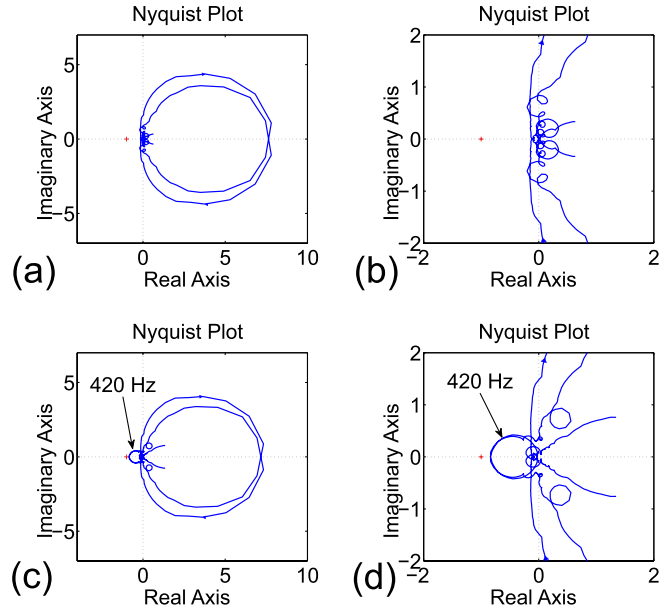 Nyquist Plot
5
0
−5
Imaginary Axis
0
5
10
Real Axis
(a)
Nyquist Plot
2
1
0
−1
−2
Imaginary Axis
−2
0
2
Real Axis
(b)
Nyquist Plot
420 Hz
5
0
−5
Imaginary Axis
0
5
10
Real Axis
(c)
Nyquist Plot
420 Hz
2
1
0
−1
−2
Imaginary Axis
−2
0
2
Real Axis
(d)